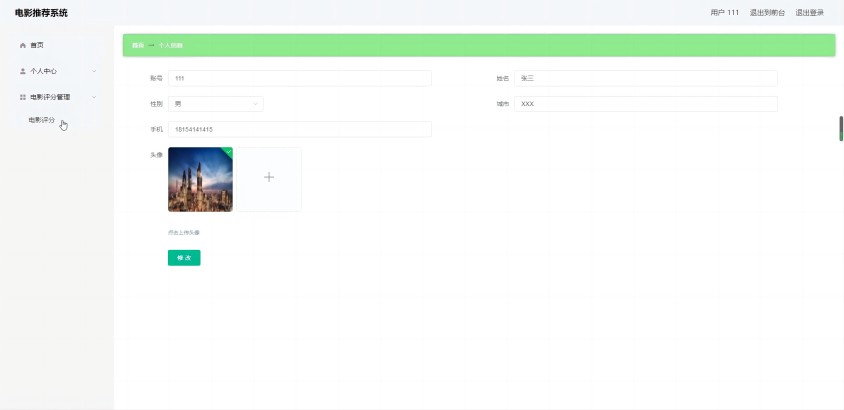 电影推荐系统
用户 111 退出到前台 退出登录
首页
个人中心
电影评分管理
电影评分
首页 个人信息
账号 111 姓名 张三
性别 男 城市 XXX
手机 18154141415
头像
点击上传头像
修 改